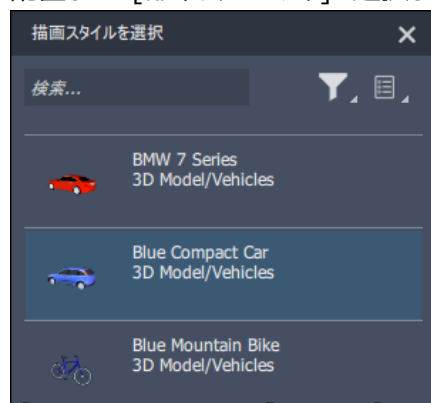 描画スタイルを選択
検索...
BMW 7 Series
3D Model/Vehicles
Blue Compact Car
3D Model/Vehicles
Blue Mountain Bike
3D Model/Vehicles